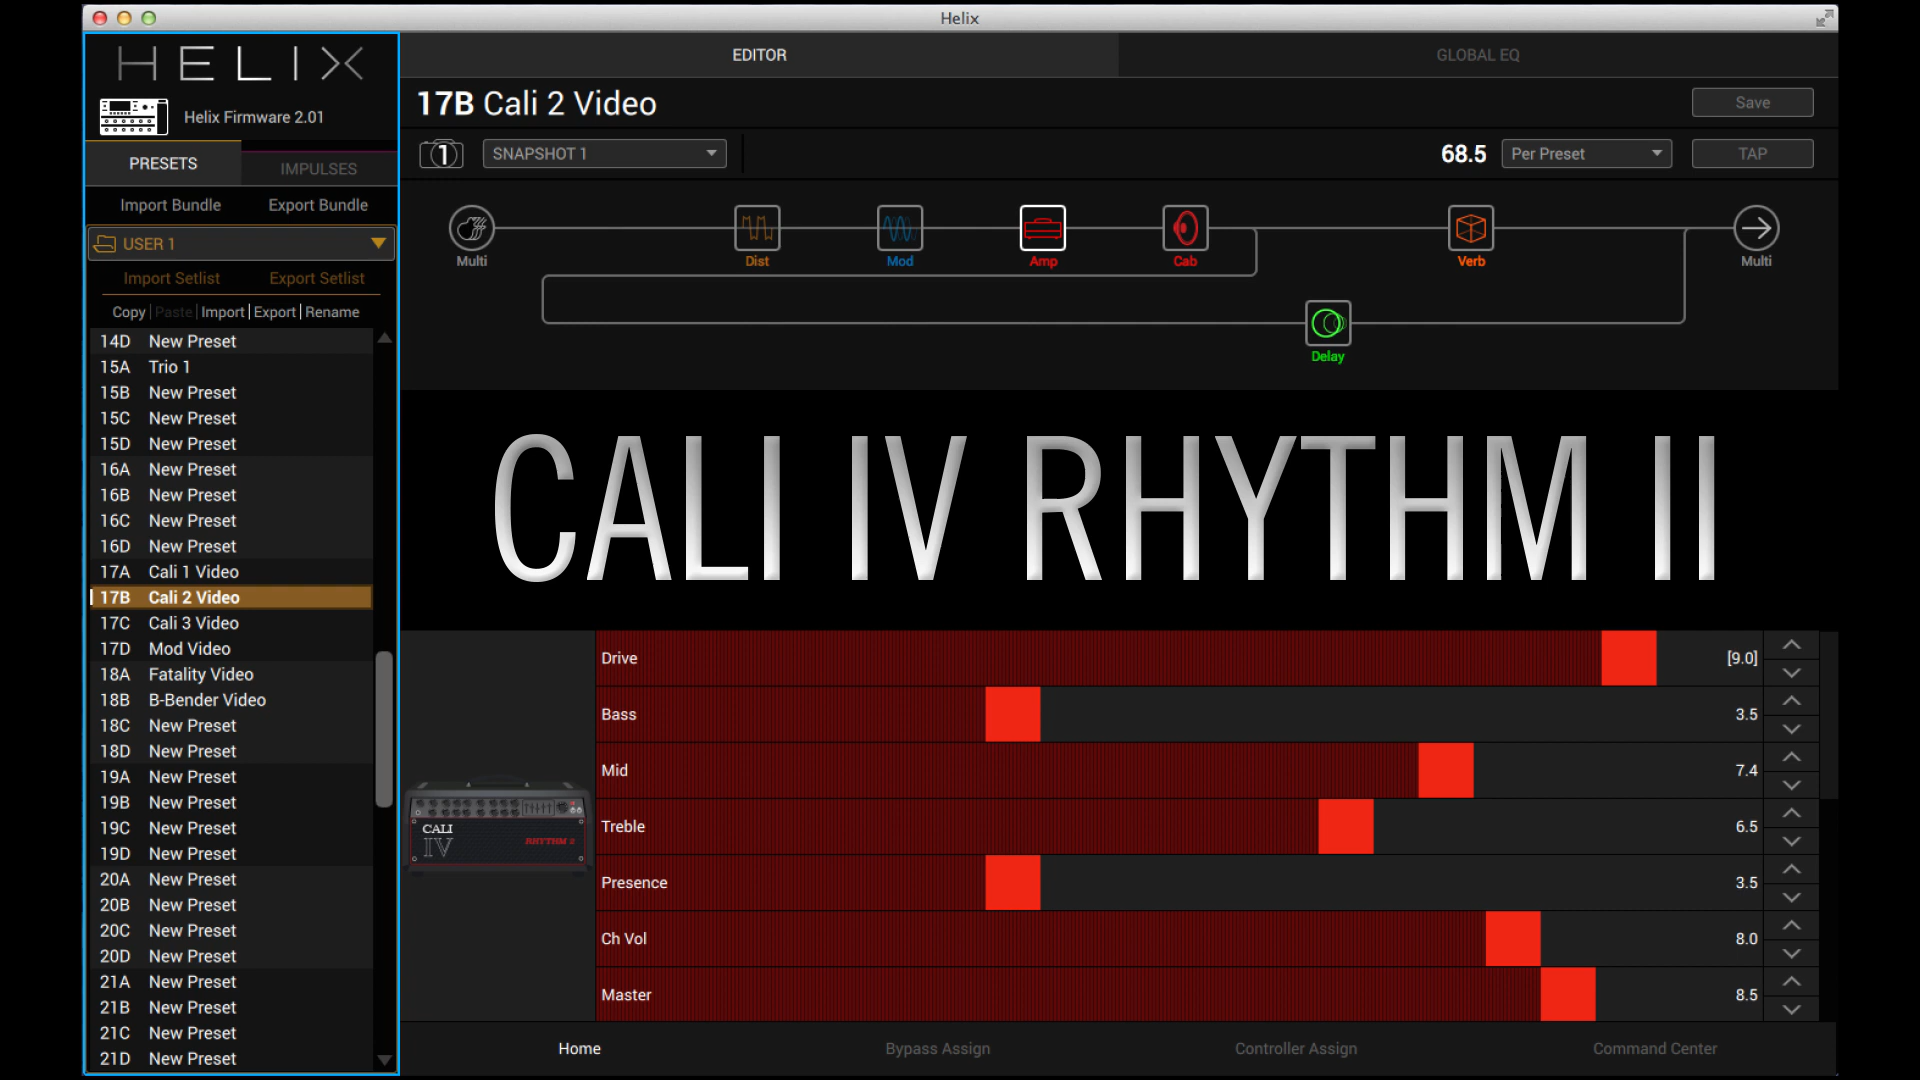 Helix
HELIX
Helix Firmware 2.01
PRESETS IMPULSES
Import Bundle Export Bundle
USER 1
Import Setlist Export Setlist
Copy Paste Import Export Rename
14D New Preset
15A Trio 1
15B New Preset
15C New Preset
15D New Preset
16A New Preset
16B New Preset
16C New Preset
16D New Preset
17A Cali 1 Video
17B Cali 2 Video
17C Cali 3 Video
17D Mod Video
18A Fatality Video
18B B-Bender Video
18C New Preset
18D New Preset
19A New Preset
19B New Preset
19C New Preset
19D New Preset
20A New Preset
20B New Preset
20C New Preset
20D New Preset
21A New Preset
21B New Preset
21C New Preset
21D New Preset
EDITOR GLOBAL EQ
17B Cali 2 Video Save
1 SNAPSHOT 1 68.5 Per Preset TAP
Multi Dist Mod Amp Cab Verb Multi
Delay
CALI IV RHYTHM II
CALI
IV RHYTHM 2
Drive [9.0]
Bass 3.5
Mid 7.4
Treble 6.5
Presence 3.5
Ch Vol 8.0
Master 8.5
Home Bypass Assign Controller Assign Command Center